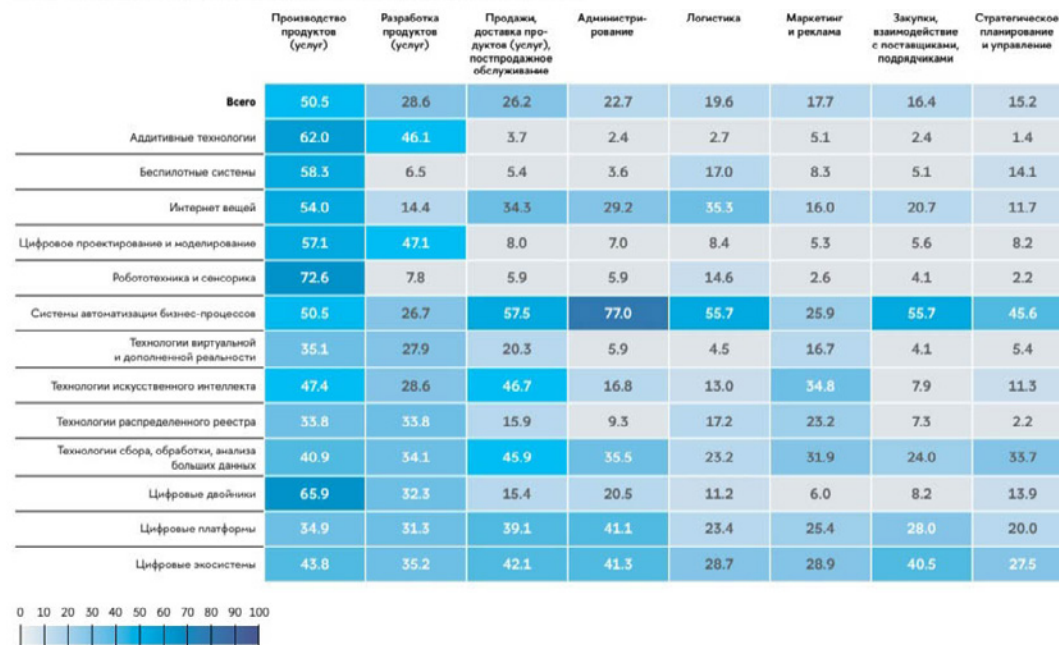 Производство продуктов (услуг)
Разработка продуктов (услуг)
Продажи, доставка про-дуктов (услуг), постпродажное обслуживание
Администри-рование
Логистика
Маркетинг и реклама
Закупки, взаимодействие с поставщиками, подрядчиками
Стратегическое планирование и управление
Всего 50.5 28.6 26.2 22.7 19.6 17.7 16.4 15.2
Аддитивные технологии 62.0 46.1 3.7 2.4 2.7 5.1 2.4 1.4
Беспилотные системы 58.3 6.5 5.4 3.6 17.0 8.3 5.1 14.1
Интернет вещей 54.0 14.4 34.3 29.2 35.3 16.0 20.7 11.7
Цифровое проектирование и моделирование 57.1 47.1 8.0 7.0 8.4 5.3 5.6 8.2
Робототехника и сенсорика 72.6 7.8 5.9 5.9 14.6 2.6 4.1 2.2
Системы автоматизации бизнес-процессов 50.5 26.7 57.5 77.0 55.7 25.9 55.7 45.6
Технологии виртуальной
и дополненной реальности 35.1 27.9 20.3 5.9 4.5 16.7 4.1 5.4
Технологии искусственного интеллекта 47.4 28.6 46.7 16.8 13.0 34.8 7.9 11.3
Технологии распределенного реестра 33.8 33.8 15.9 9.3 17.2 23.2 7.3 2.2
Технологии сбора, обработки, анализа
больших данных 40.9 34.1 45.9 35.5 23.2 31.9 24.0 33.7
Цифровые двойники 65.9 32.3 15.4 20.5 11.2 6.0 8.2 13.9
Цифровые платформы 34.9 31.3 39.1 41.1 23.4 25.4 28.0 20.0
Цифровые экосистемы 43.8 35.2 42.1 41.3 28.7 28.9 40.5 27.5
0 10 20 30 40 50 60 70 80 90 100